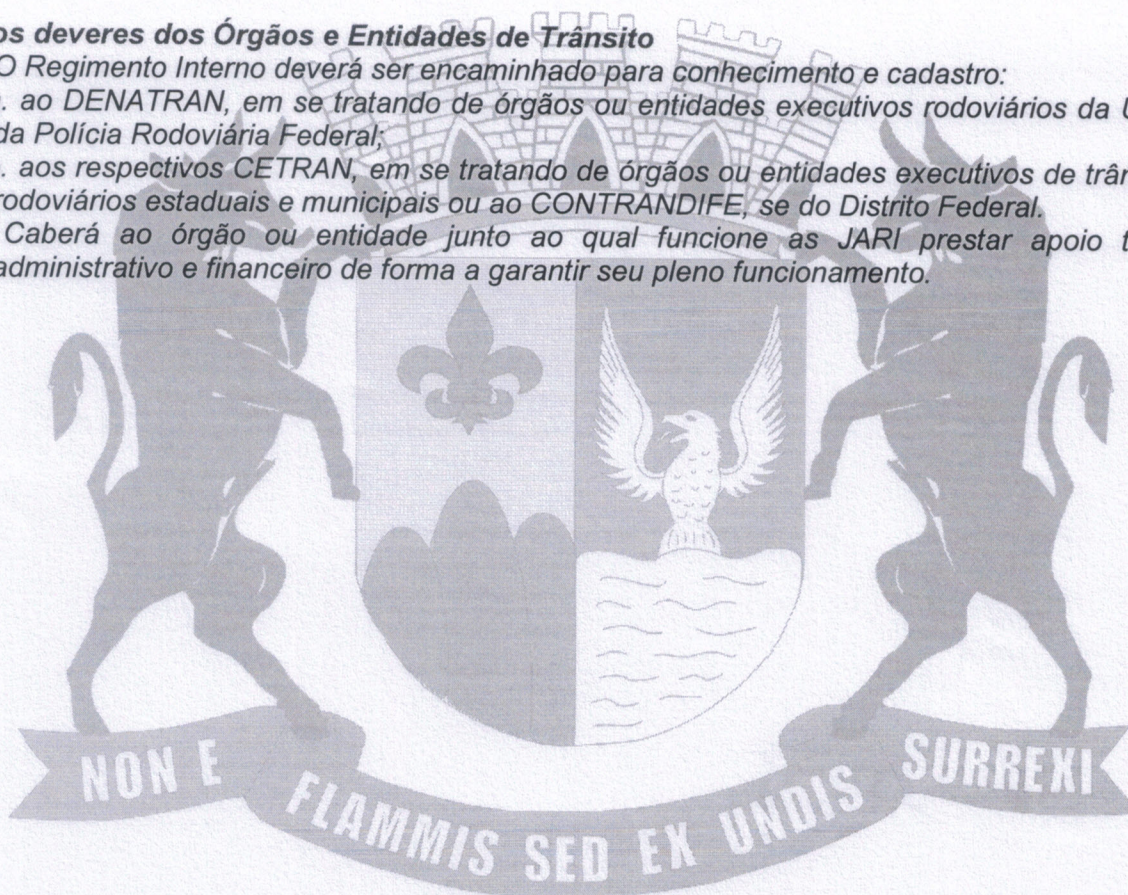 os deveres dos Órgãos e Entidades de Trânsito
O Regimento Interno deverá ser encaminhado para conhecimento e cadastro:
. ao DENATRAN, em se tratando de órgãos ou entidades executivos rodoviários da
da Polícia Rodoviária Federal;
. aos respectivos CETRAN, em se tratando de órgãos ou entidades executivos de
rodoviários estaduais e municipais ou ao CONTRANDIFE, se do Distrito Federal.
Caberá ao órgão ou entidade junto ao qual funcione as JARI prestar apoio
administrativo e financeiro de forma a garantir seu pleno funcionamento.
NON E FLAMMIS SED EX UNDIS SURREXI